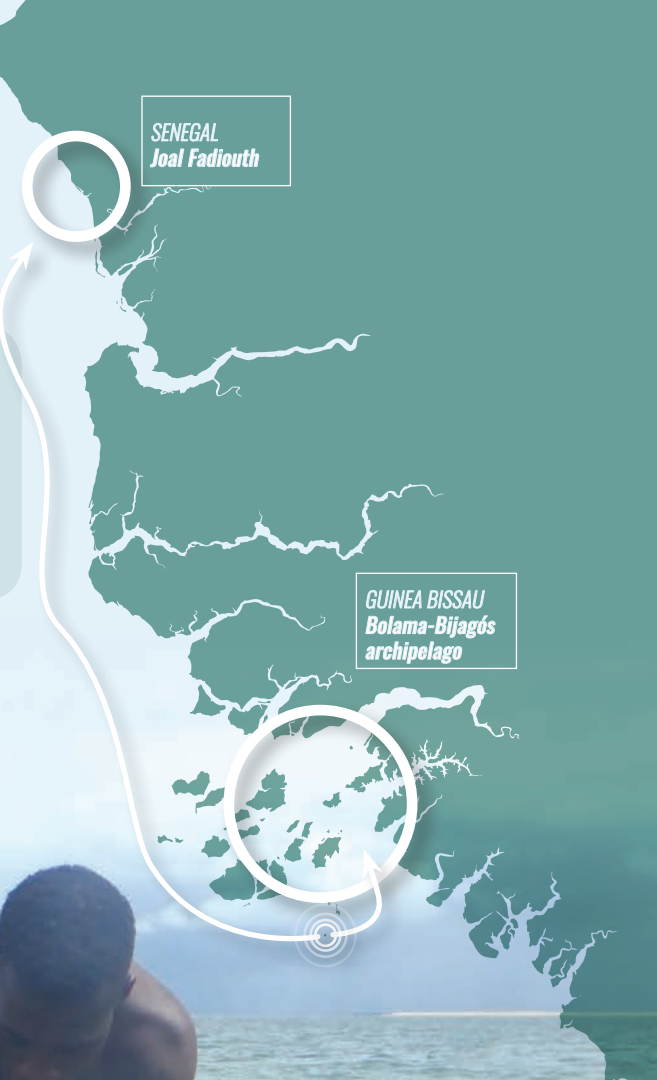 SENEGAL
Joal Fadiouth
GUINEA BISSAU
Bolama-Bijagós
archipelago